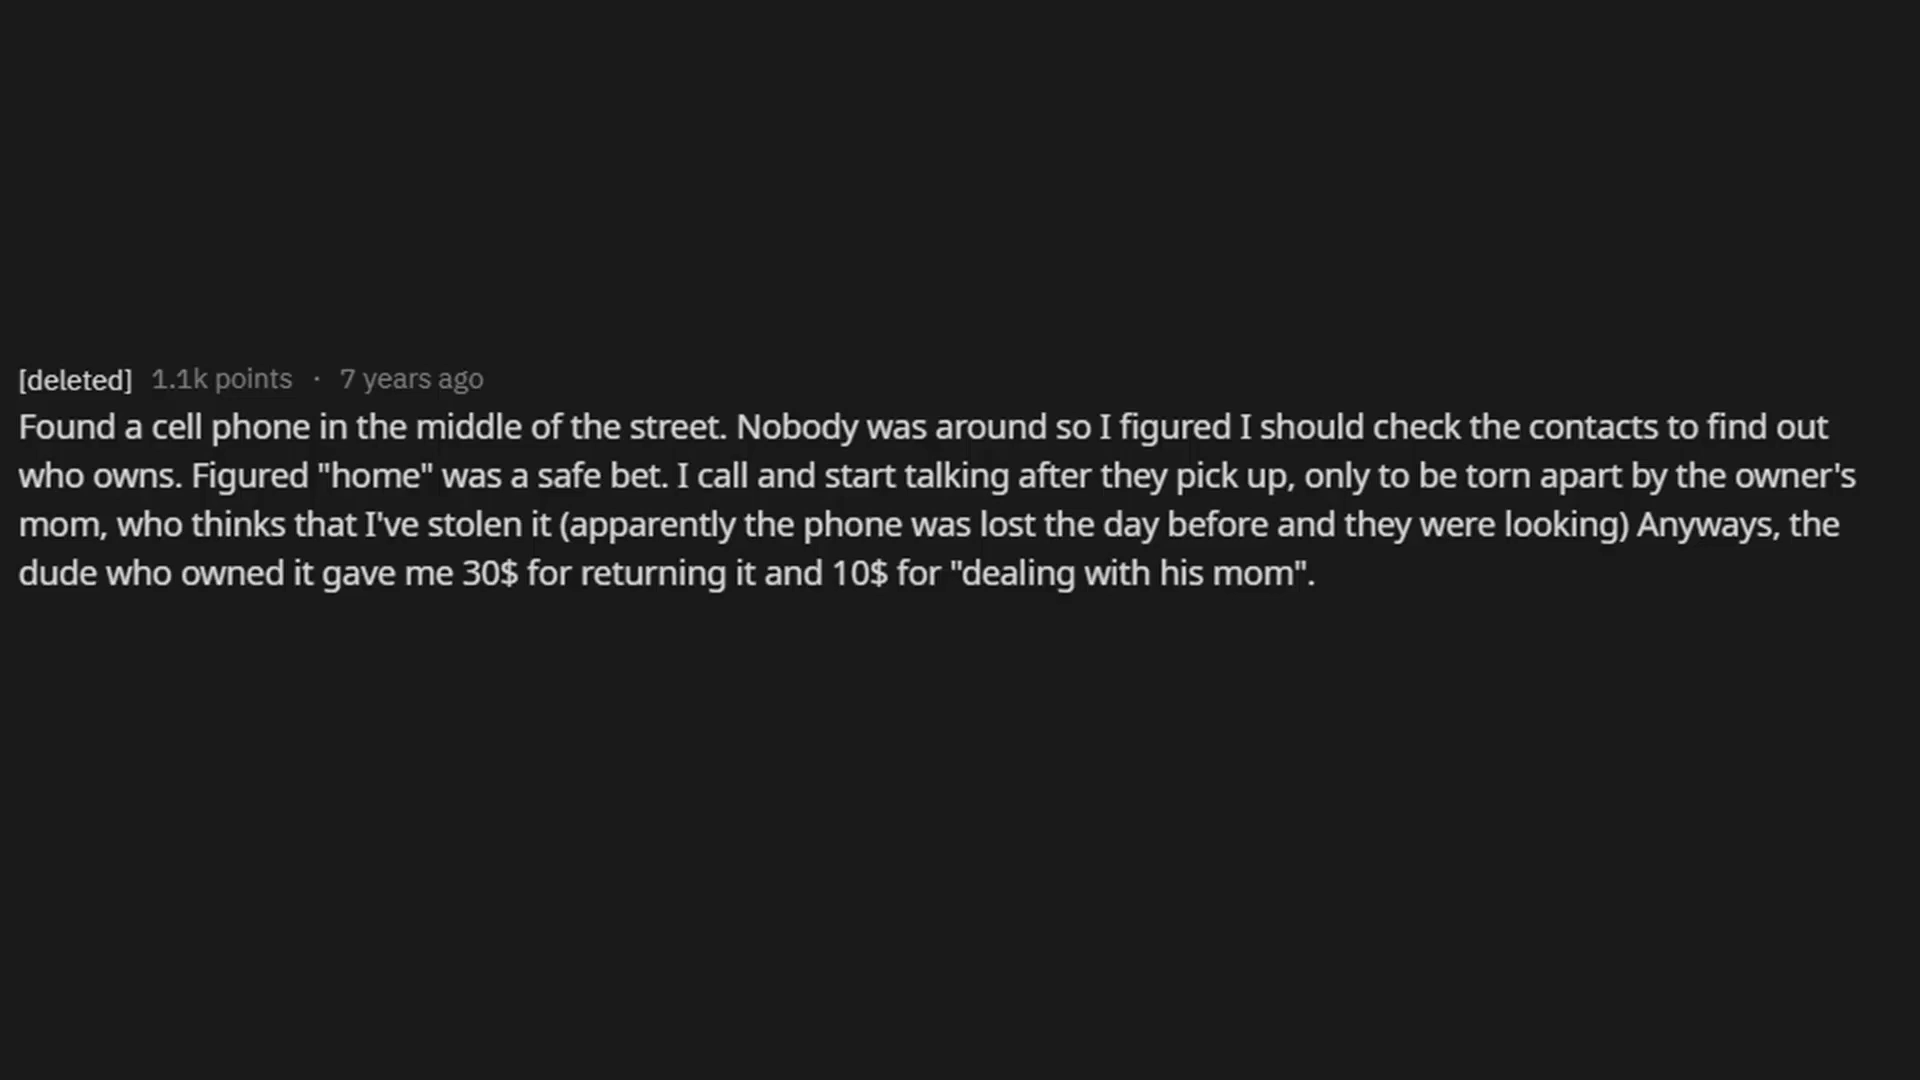 [deleted] 1.1k points · 7 years ago
Found a cell phone in the middle of the street. Nobody was around so I figured I should check the contacts to find out
who owns. Figured "home" was a safe bet. I call and start talking after they pick up, only to be torn apart by the owner's
mom, who thinks that I've stolen it (apparently the phone was lost the day before and they were looking) Anyways, the
dude who owned it gave me 30$ for returning it and 10$ for "dealing with his mom".